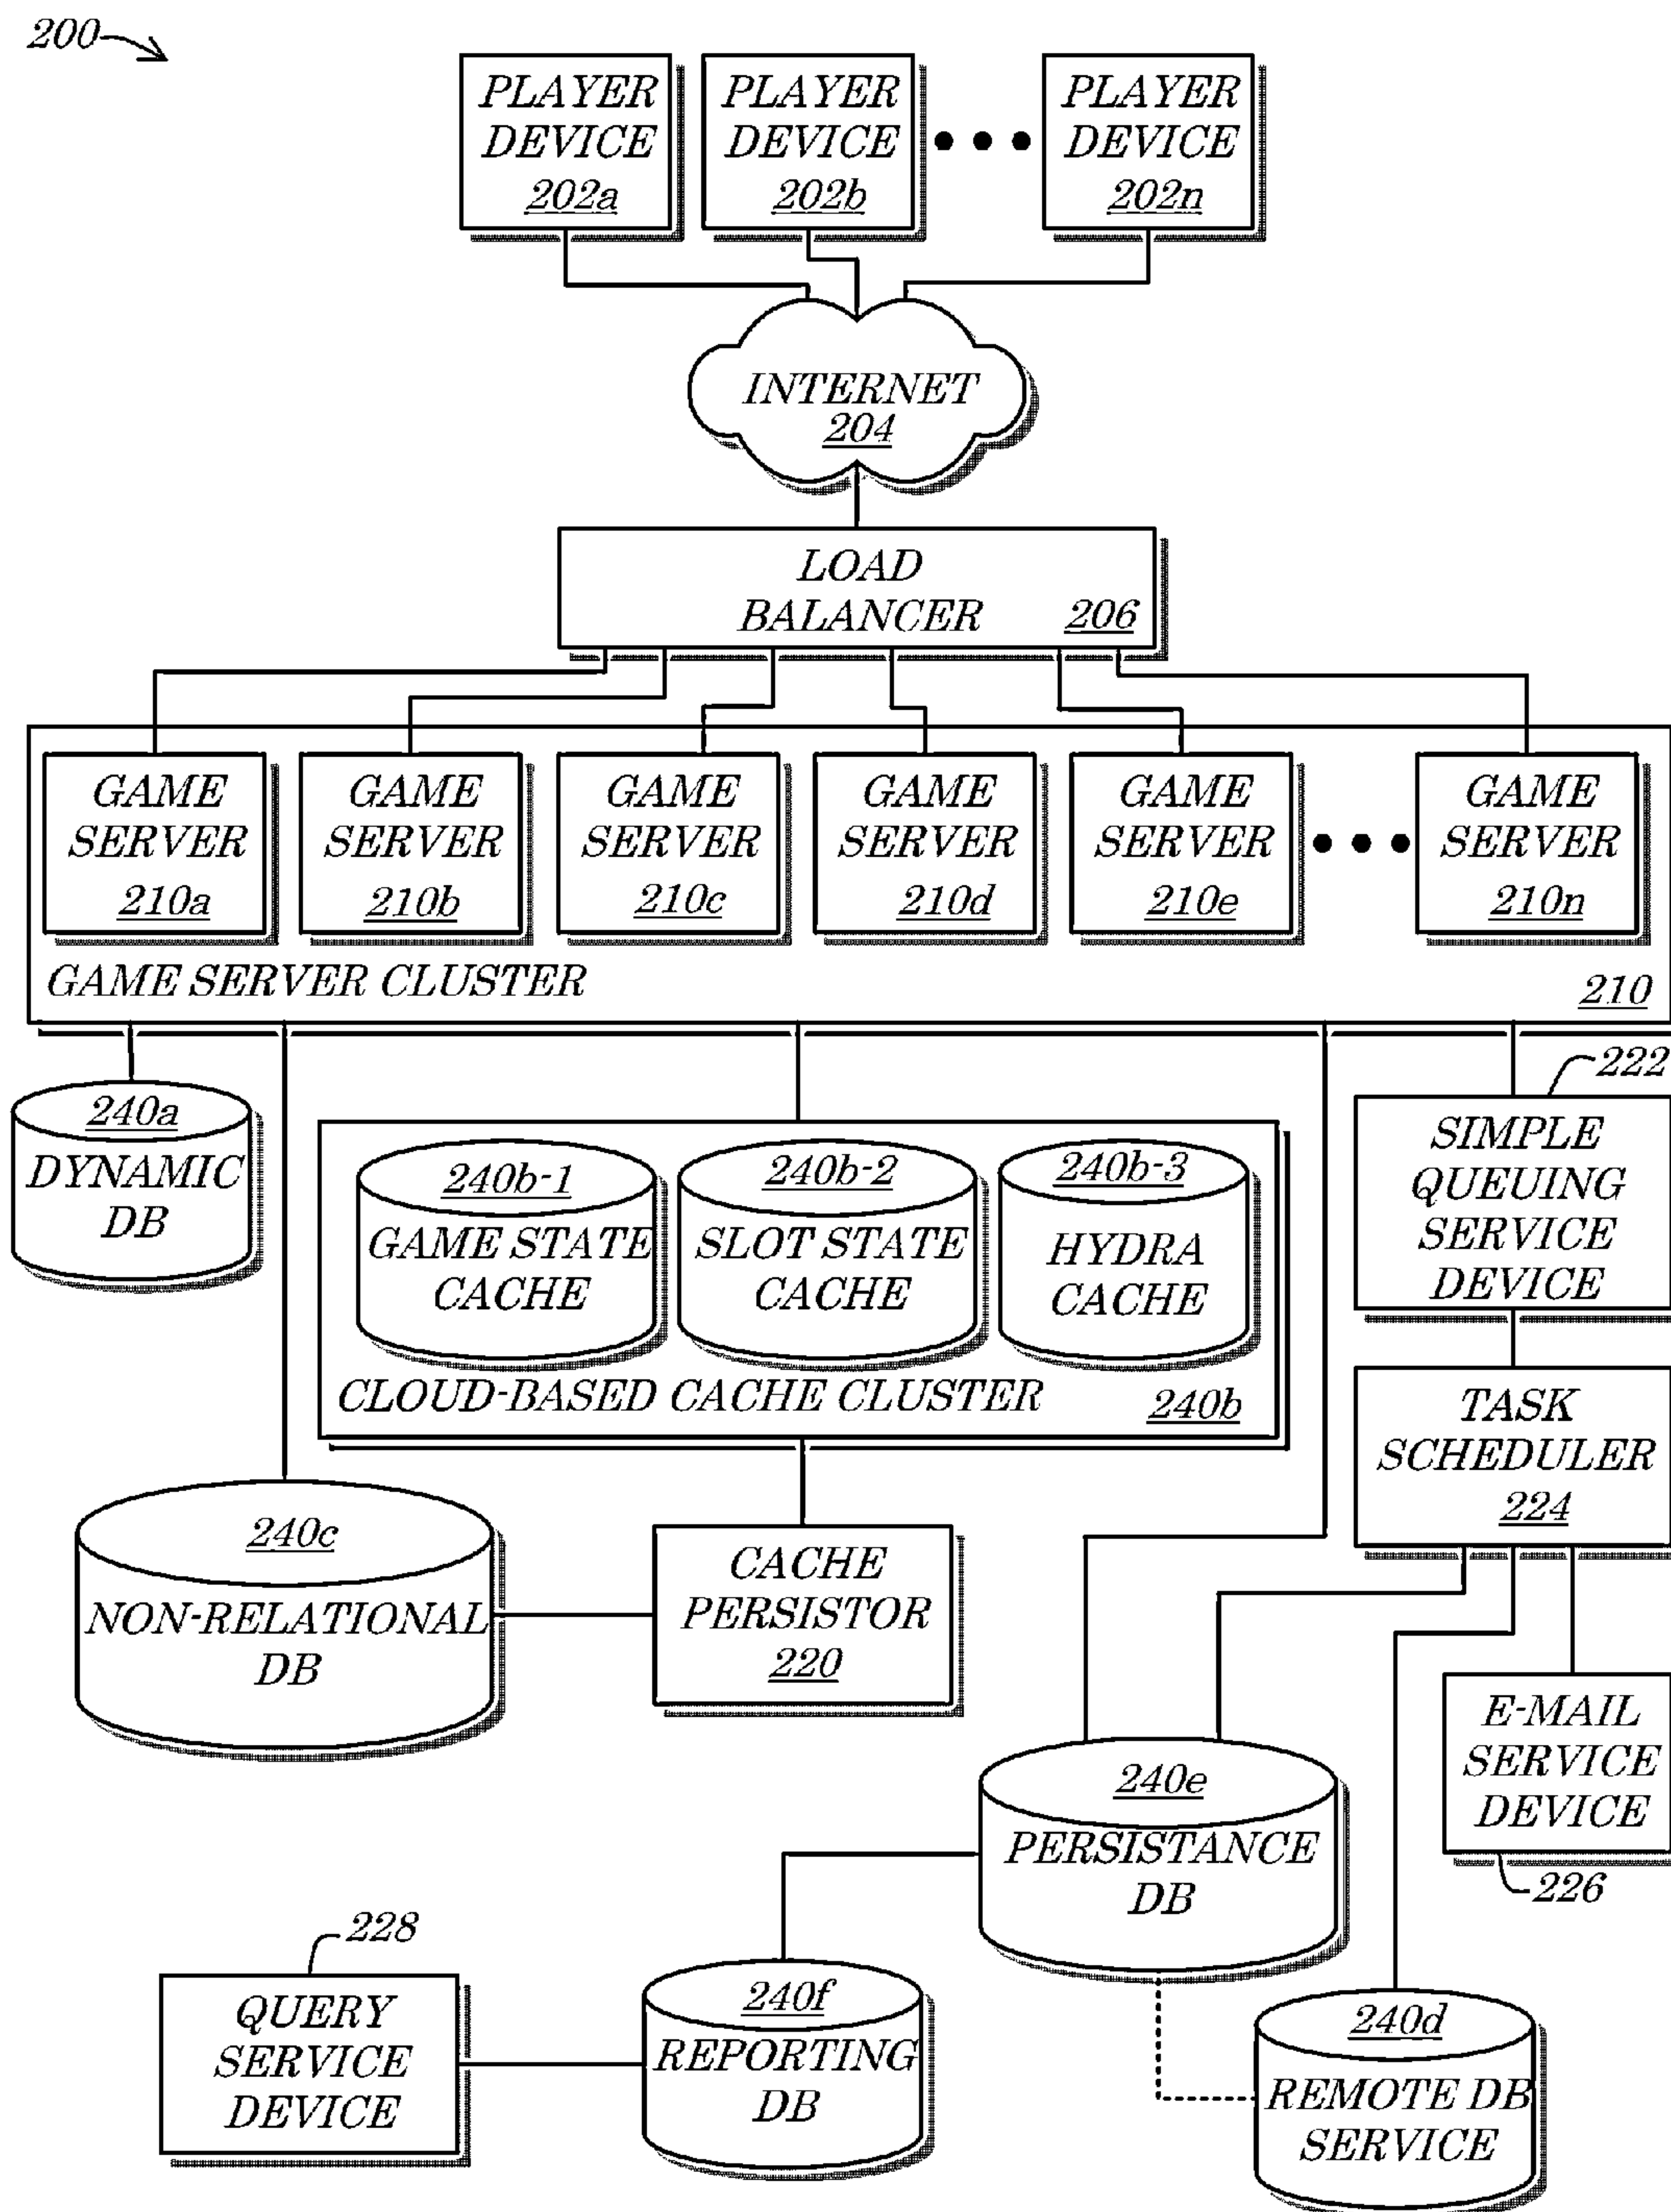 200
PLAYER
DEVICE
202a
PLAYER
DEVICE
202b
PLAYER
DEVICE
202n
INTERNET
204
LOAD
BALANCER
206
GAME
SERVER
210a
GAME
SERVER
210b
GAME
SERVER
210c
GAME
SERVER
210d
GAME
SERVER
210e
GAME
SERVER
210n
GAME SERVER CLUSTER
210
240a
DYNAMIC
DB
240b-1
GAME STATE
CACHE
240b-2
SLOT STATE
CACHE
240b-3
HYDRA
CACHE
CLOUD-BASED CACHE CLUSTER
240b
222
SIMPLE
QUEUING
SERVICE
DEVICE
TASK
SCHEDULER
224
240c
NON-RELATIONAL
DB
CACHE
PERSISTOR
220
E-MAIL
SERVICE
DEVICE
226
240e
PERSISTANCE
DB
228
QUERY
SERVICE
DEVICE
240f
REPORTING
DB
240d
REMOTE DB
SERVICE